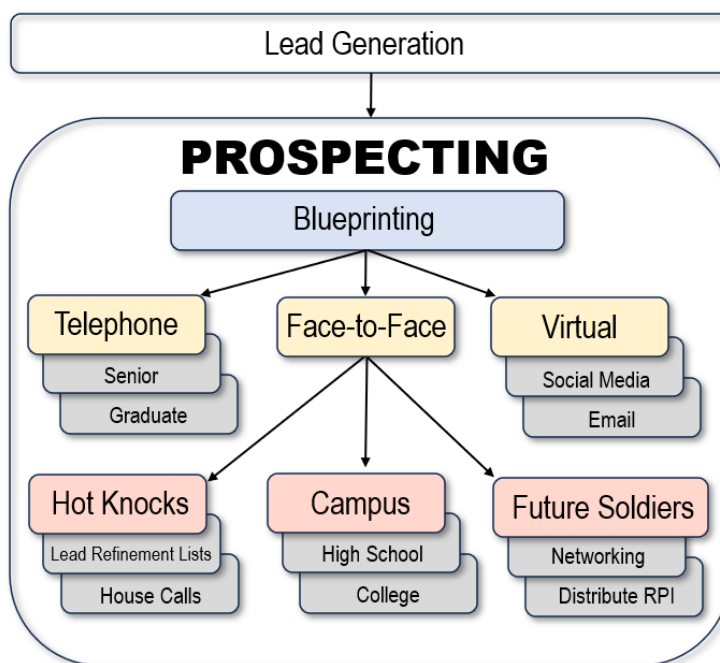 Lead Generation
PROSPECTING
Blueprinting
Telephone
Senior
Graduate
Face-to-Face
Virtual
Social Media
Email
Hot Knocks
Lead Refinement Lists
House Calls
Campus
High School
College
Future Soldiers
Networking
Distribute RPI